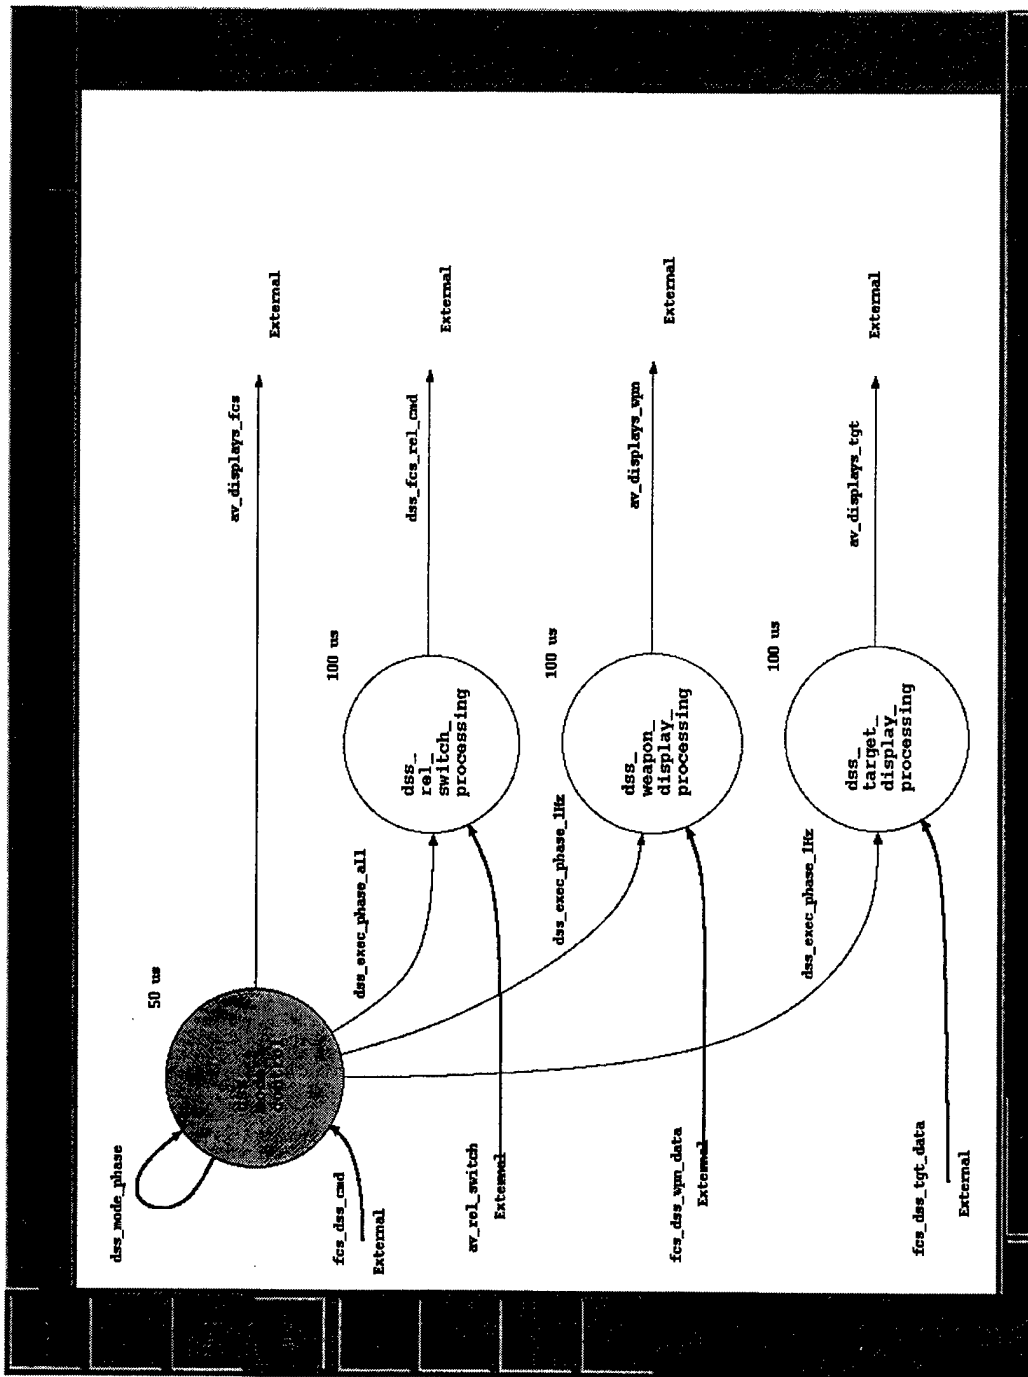 dss_mode_phase
50 us
fcs_dss_cmd
External
av_displays_fcs
External
dss_exec_phase_all
av_rel_switch
External
100 us
dss_
rel_
switch_
processing
dss_fcs_rel_cmd
External
dss_exec_phase_1Hz
fcs_dss_wpn_data
External
100 us
dss_
weapon_
display_
processing
av_displays_wpn
External
dss_exec_phase_1Hz
fcs_dss_tgt_data
External
100 us
dss_
target_
display_
processing
av_displays_tgt
External